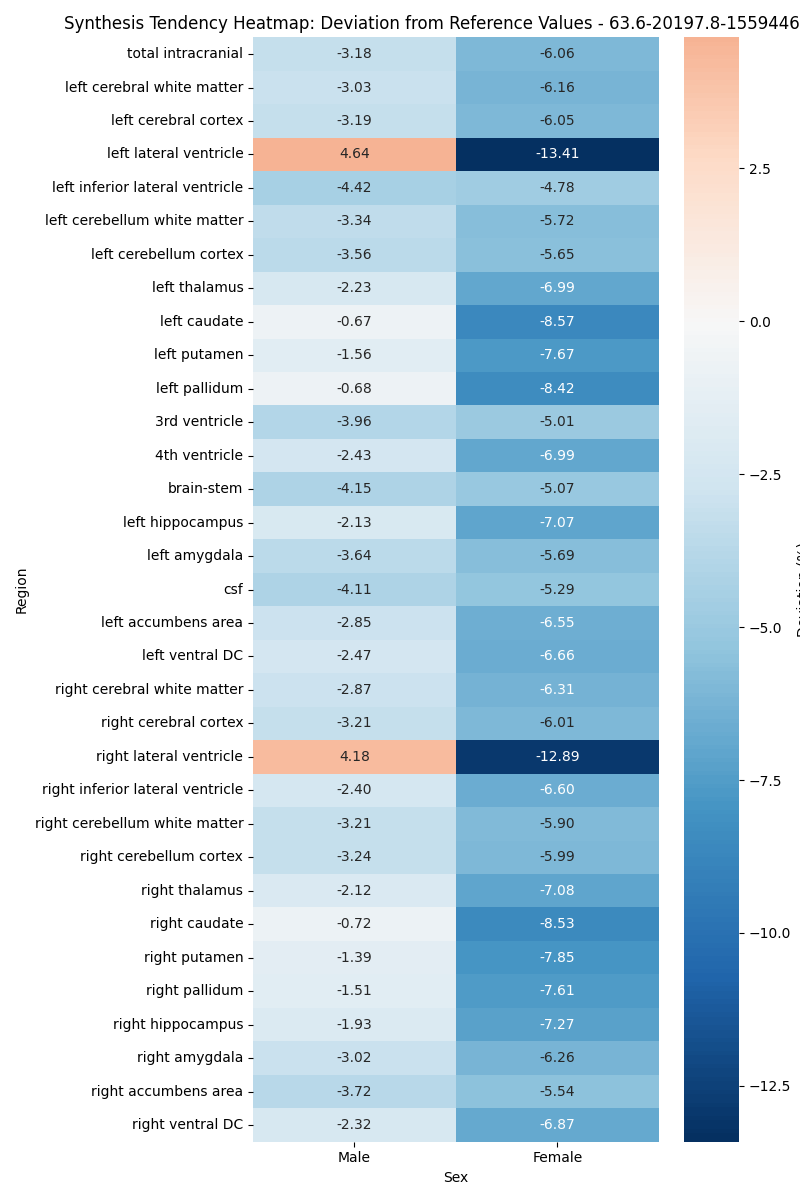 Synthesis Tendency Heatmap: Deviation from Reference Values - 63.6-20197.8-1559446
total intracranial -3.18 -6.06
left cerebral white matter -3.03 -6.16
left cerebral cortex -3.19 -6.05
left lateral ventricle 4.64 -13.41
left inferior lateral ventricle -4.42 -4.78
left cerebellum white matter -3.34 -5.72
left cerebellum cortex -3.56 -5.65
left thalamus -2.23 -6.99
left caudate -0.67 -8.57
left putamen -1.56 -7.67
left pallidum -0.68 -8.42
3rd ventricle -3.96 -5.01
4th ventricle -2.43 -6.99
brain-stem -4.15 -5.07
left hippocampus -2.13 -7.07
left amygdala -3.64 -5.69
csf -4.11 -5.29
left accumbens area -2.85 -6.55
left ventral DC -2.47 -6.66
right cerebral white matter -2.87 -6.31
right cerebral cortex -3.21 -6.01
right lateral ventricle 4.18 -12.89
right inferior lateral ventricle -2.40 -6.60
right cerebellum white matter -3.21 -5.90
right cerebellum cortex -3.24 -5.99
right thalamus -2.12 -7.08
right caudate -0.72 -8.53
right putamen -1.39 -7.85
right pallidum -1.51 -7.61
right hippocampus -1.93 -7.27
right amygdala -3.02 -6.26
right accumbens area -3.72 -5.54
right ventral DC -2.32 -6.87
Male Female
Sex
Region
2.5
0.0
−2.5
−5.0
−7.5
−10.0
−12.5